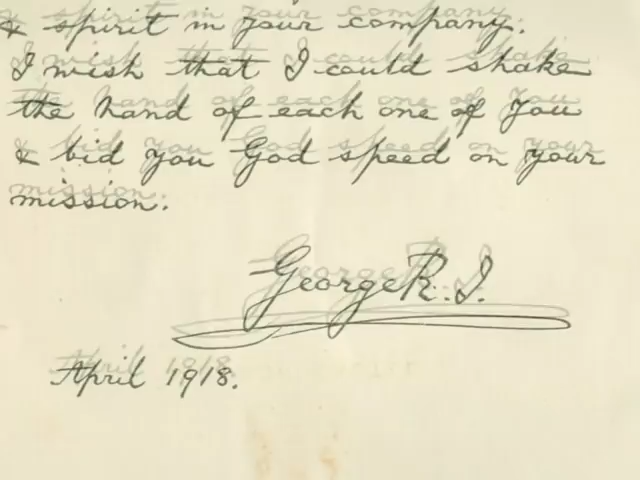 & spirit in your company.
I wish that I could shake
the hand of each one of you
& bid you God speed on your
mission.
George R. I.
April 1918.